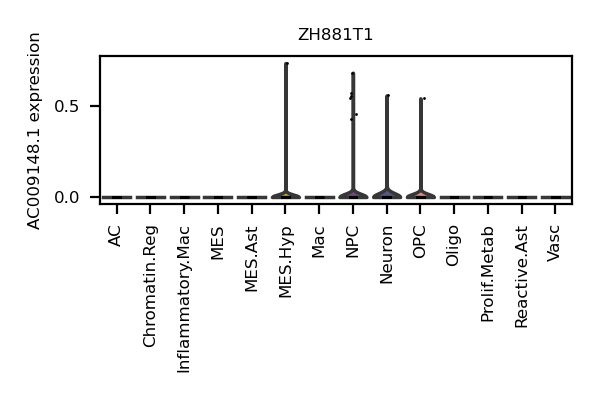 ZH881T1
AC009148.1 expression
0.5
0.0
AC
Chromatin.Reg
Inflammatory.Mac
MES
MES.Ast
MES.Hyp
Mac
NPC
Neuron
OPC
Oligo
Prolif.Metab
Reactive.Ast
Vasc